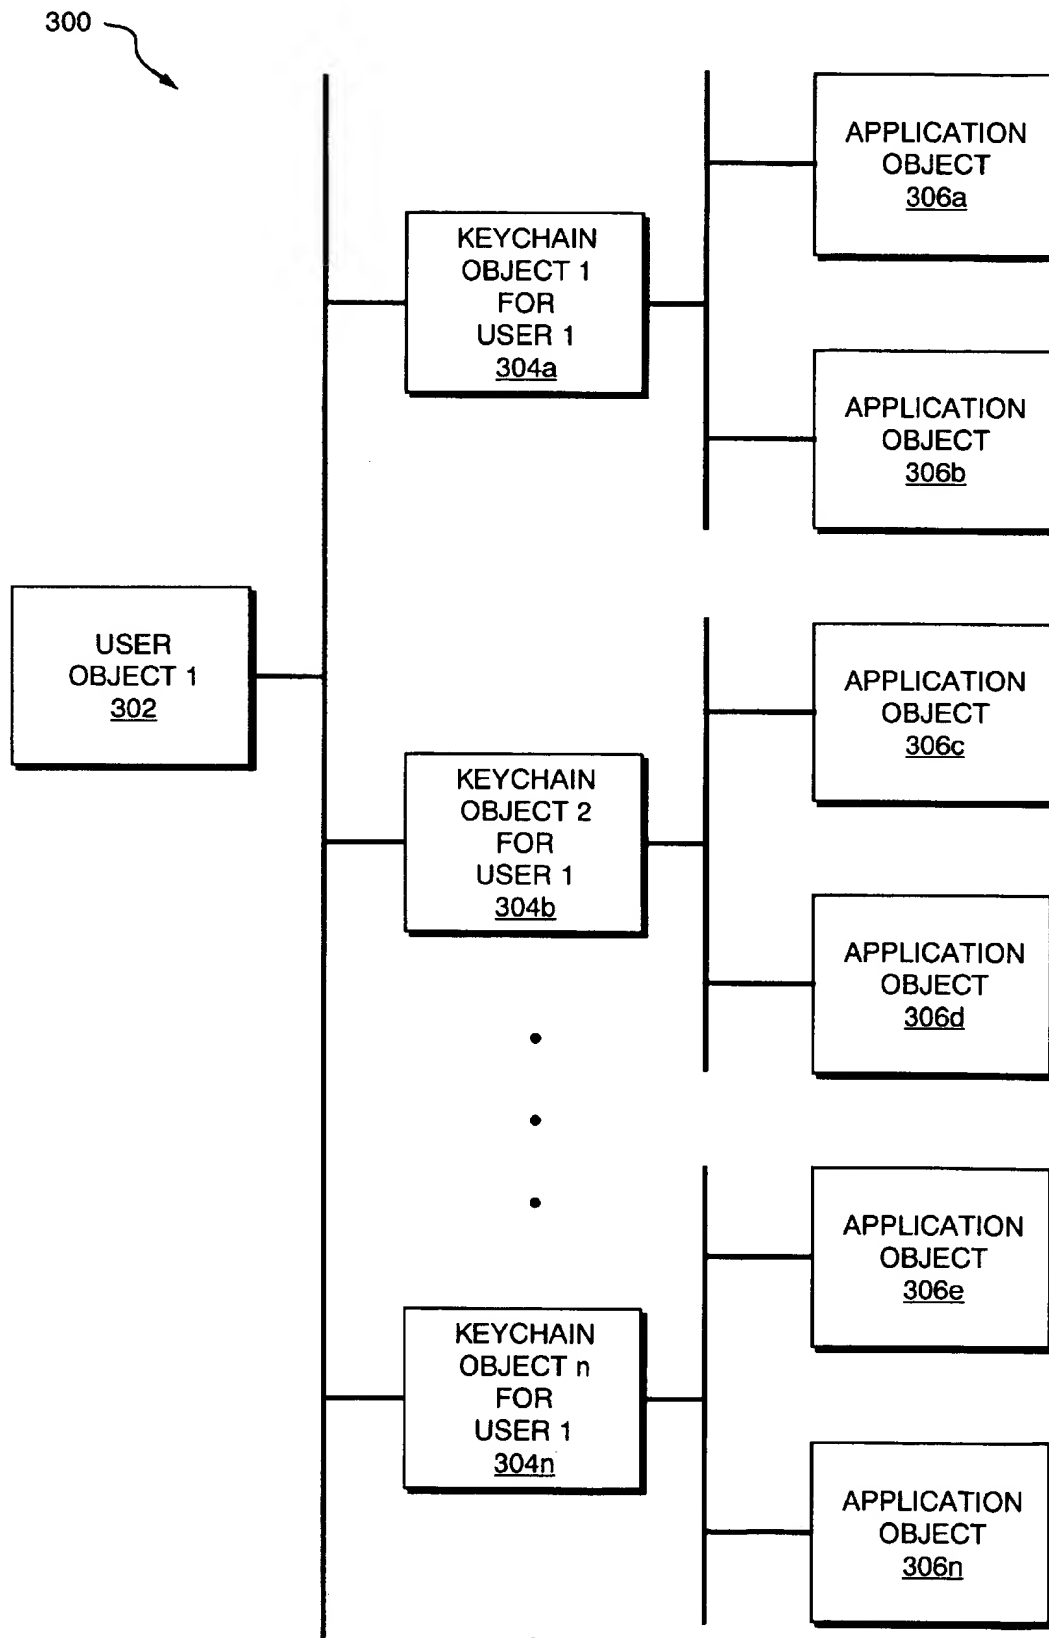 300
APPLICATION
OBJECT
306a
KEYCHAIN
OBJECT 1
FOR
USER 1
304a
APPLICATION
OBJECT
306b
USER
OBJECT 1
302
APPLICATION
OBJECT
306c
KEYCHAIN
OBJECT 2
FOR
USER 1
304b
APPLICATION
OBJECT
306d
APPLICATION
OBJECT
306e
KEYCHAIN
OBJECT n
FOR
USER 1
304n
APPLICATION
OBJECT
306n